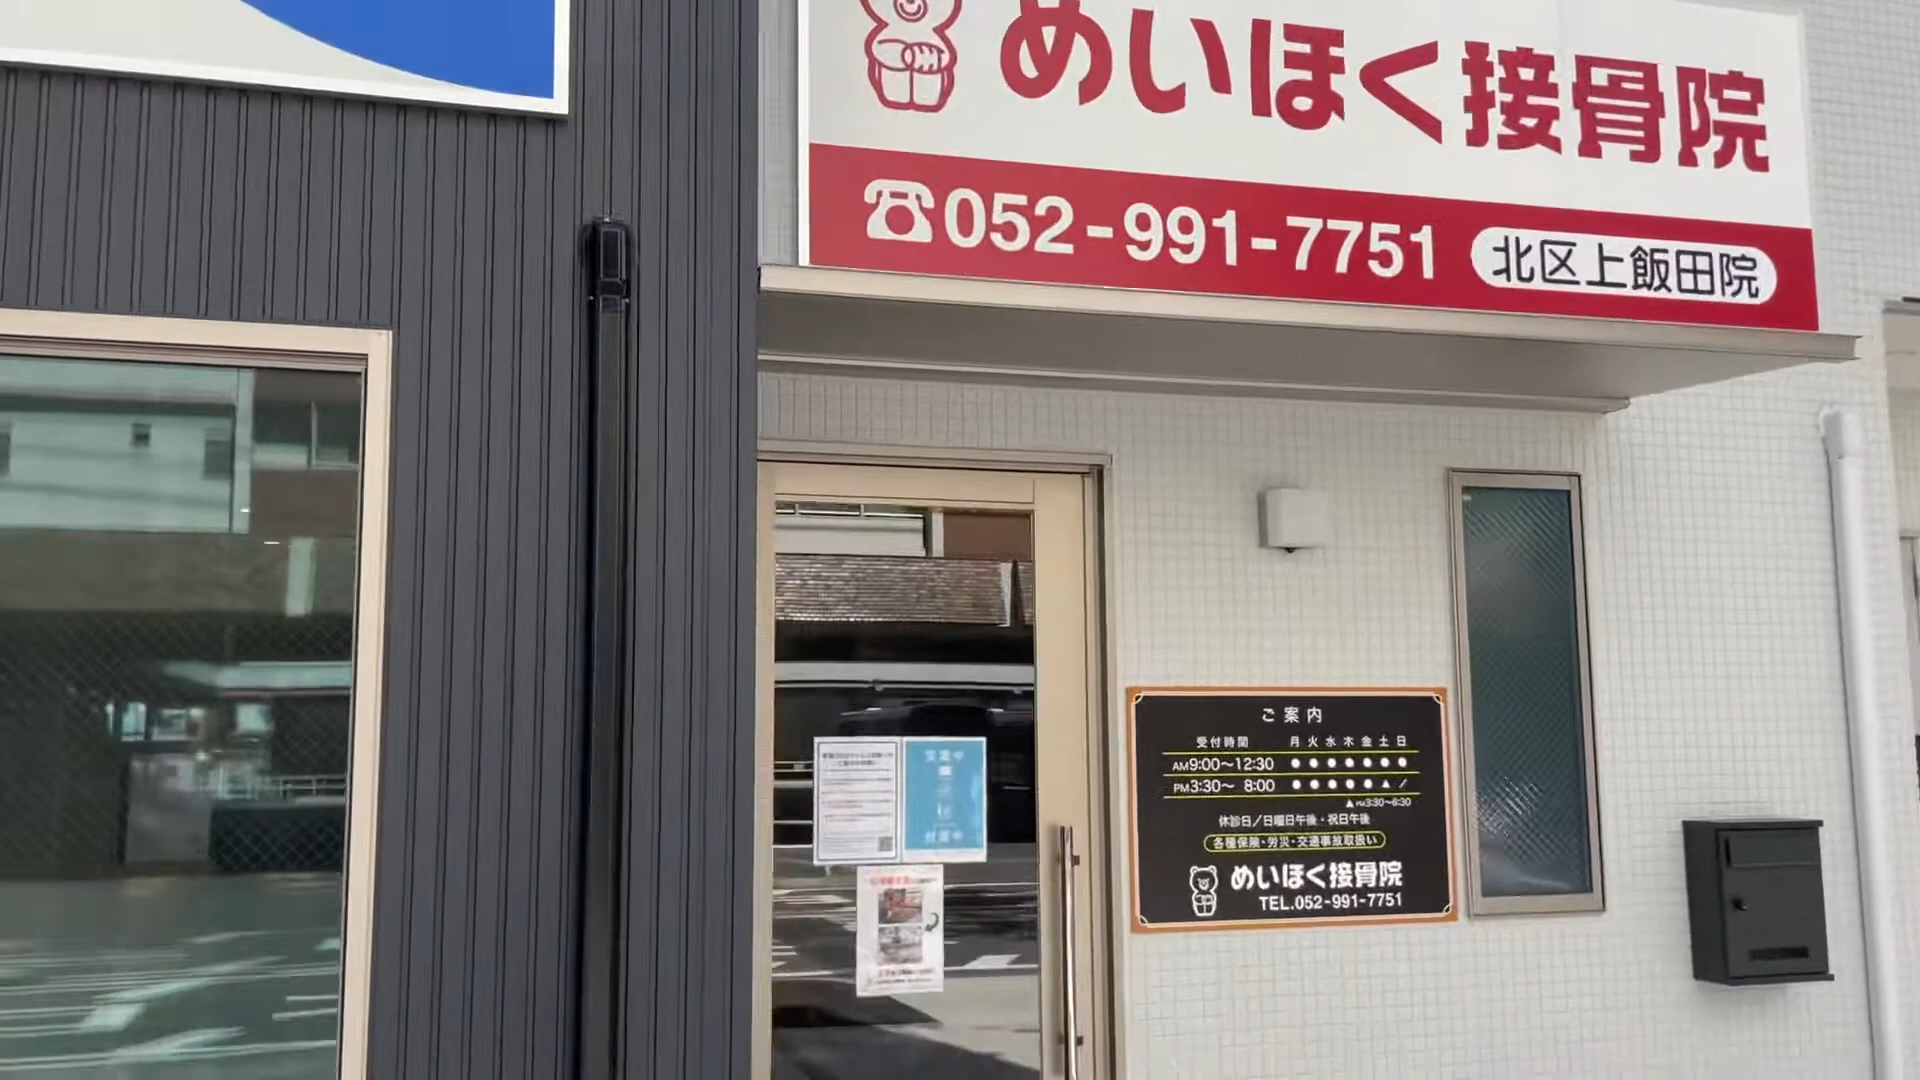 めいほく接骨院
052-991-7751 北区上飯田院
ご案内
受付時間 月 火 水 木 金 土 日
AM9:00～12:30 ● ● ● ● ● ● ●
PM3:30～ 8:00 ● ● ● ● ● ▲ ／
▲PM3:30～6:30
休診日／日曜日午後・祝日午後
各種保険・労災・交通事故取扱い
めいほく接骨院
TEL.052-991-7751